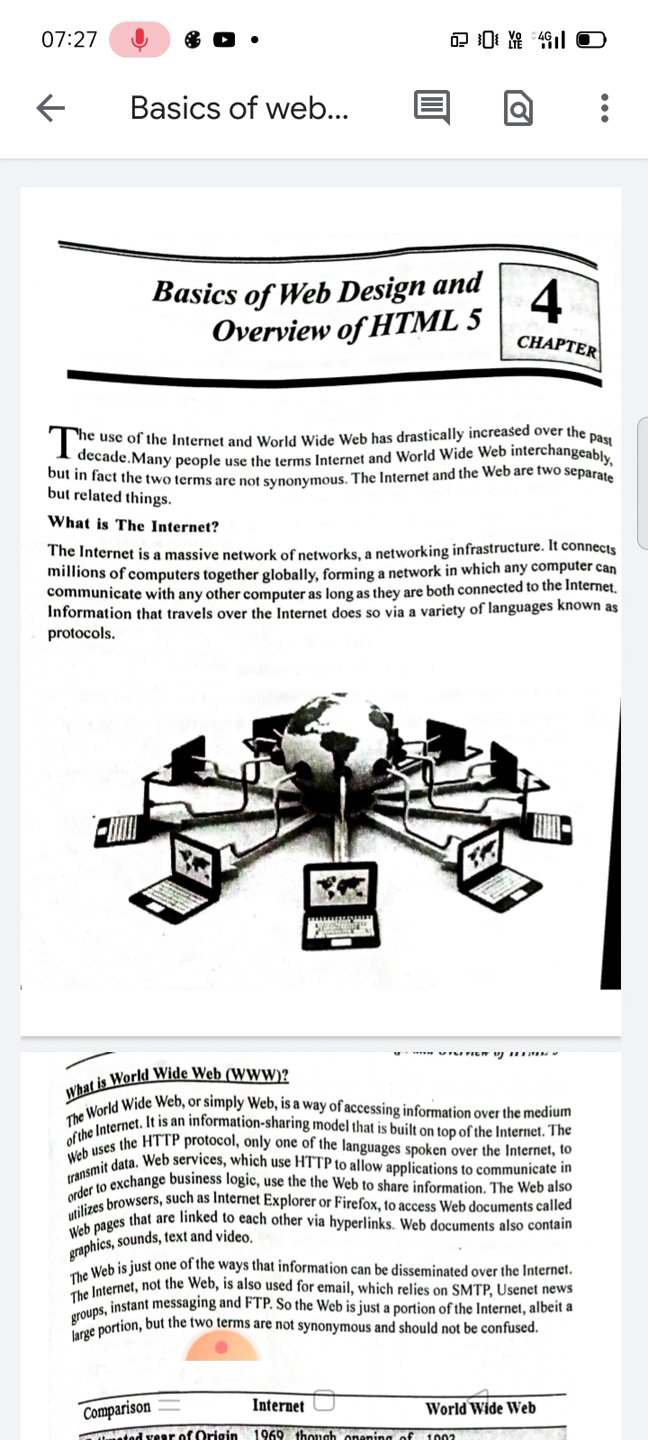 07:27
Vo
LTE
4G
Basics of web...
Basics of Web Design and
Overview of HTML 5
4
CHAPTER
The use of the Internet and World Wide Web has drastically increased over the past
decade.Many people use the terms Internet and World Wide Web interchangeably,
but in fact the two terms are not synonymous. The Internet and the Web are two separate
but related things.
What is The Internet?
The Internet is a massive network of networks, a networking infrastructure. It connects
millions of computers together globally, forming a network in which any computer can
communicate with any other computer as long as they are both connected to the Internet.
Information that travels over the Internet does so via a variety of languages known as
protocols.
What is World Wide Web (WWW)?
The World Wide Web, or simply Web, is a way of accessing information over the medium
of the Internet. It is an information-sharing model that is built on top of the Internet. The
Web uses the HTTP protocol, only one of the languages spoken over the Internet, to
transmit data. Web services, which use HTTP to allow applications to communicate in
order to exchange business logic, use the the Web to share information. The Web also
utilizes browsers, such as Internet Explorer or Firefox, to access Web documents called
Web pages that are linked to each other via hyperlinks. Web documents also contain
graphics, sounds, text and video.
The Web is just one of the ways that information can be disseminated over the Internet.
The Internet, not the Web, is also used for email, which relies on SMTP, Usenet news
groups, instant messaging and FTP. So the Web is just a portion of the Internet, albeit a
large portion, but the two terms are not synonymous and should not be confused.
Comparison Internet World Wide Web
year of Origin 1969, though opening of